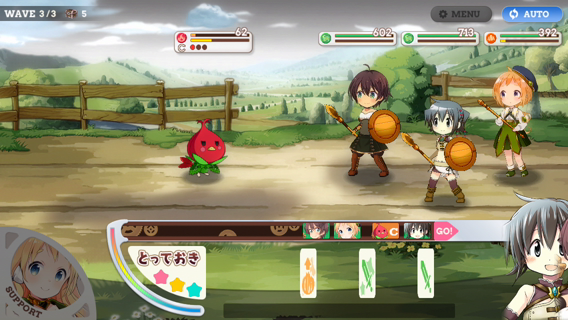 WAVE 3/3 5
MENU
AUTO
62
C
602
713
392
C
GO!
とっておき
SUPPORT